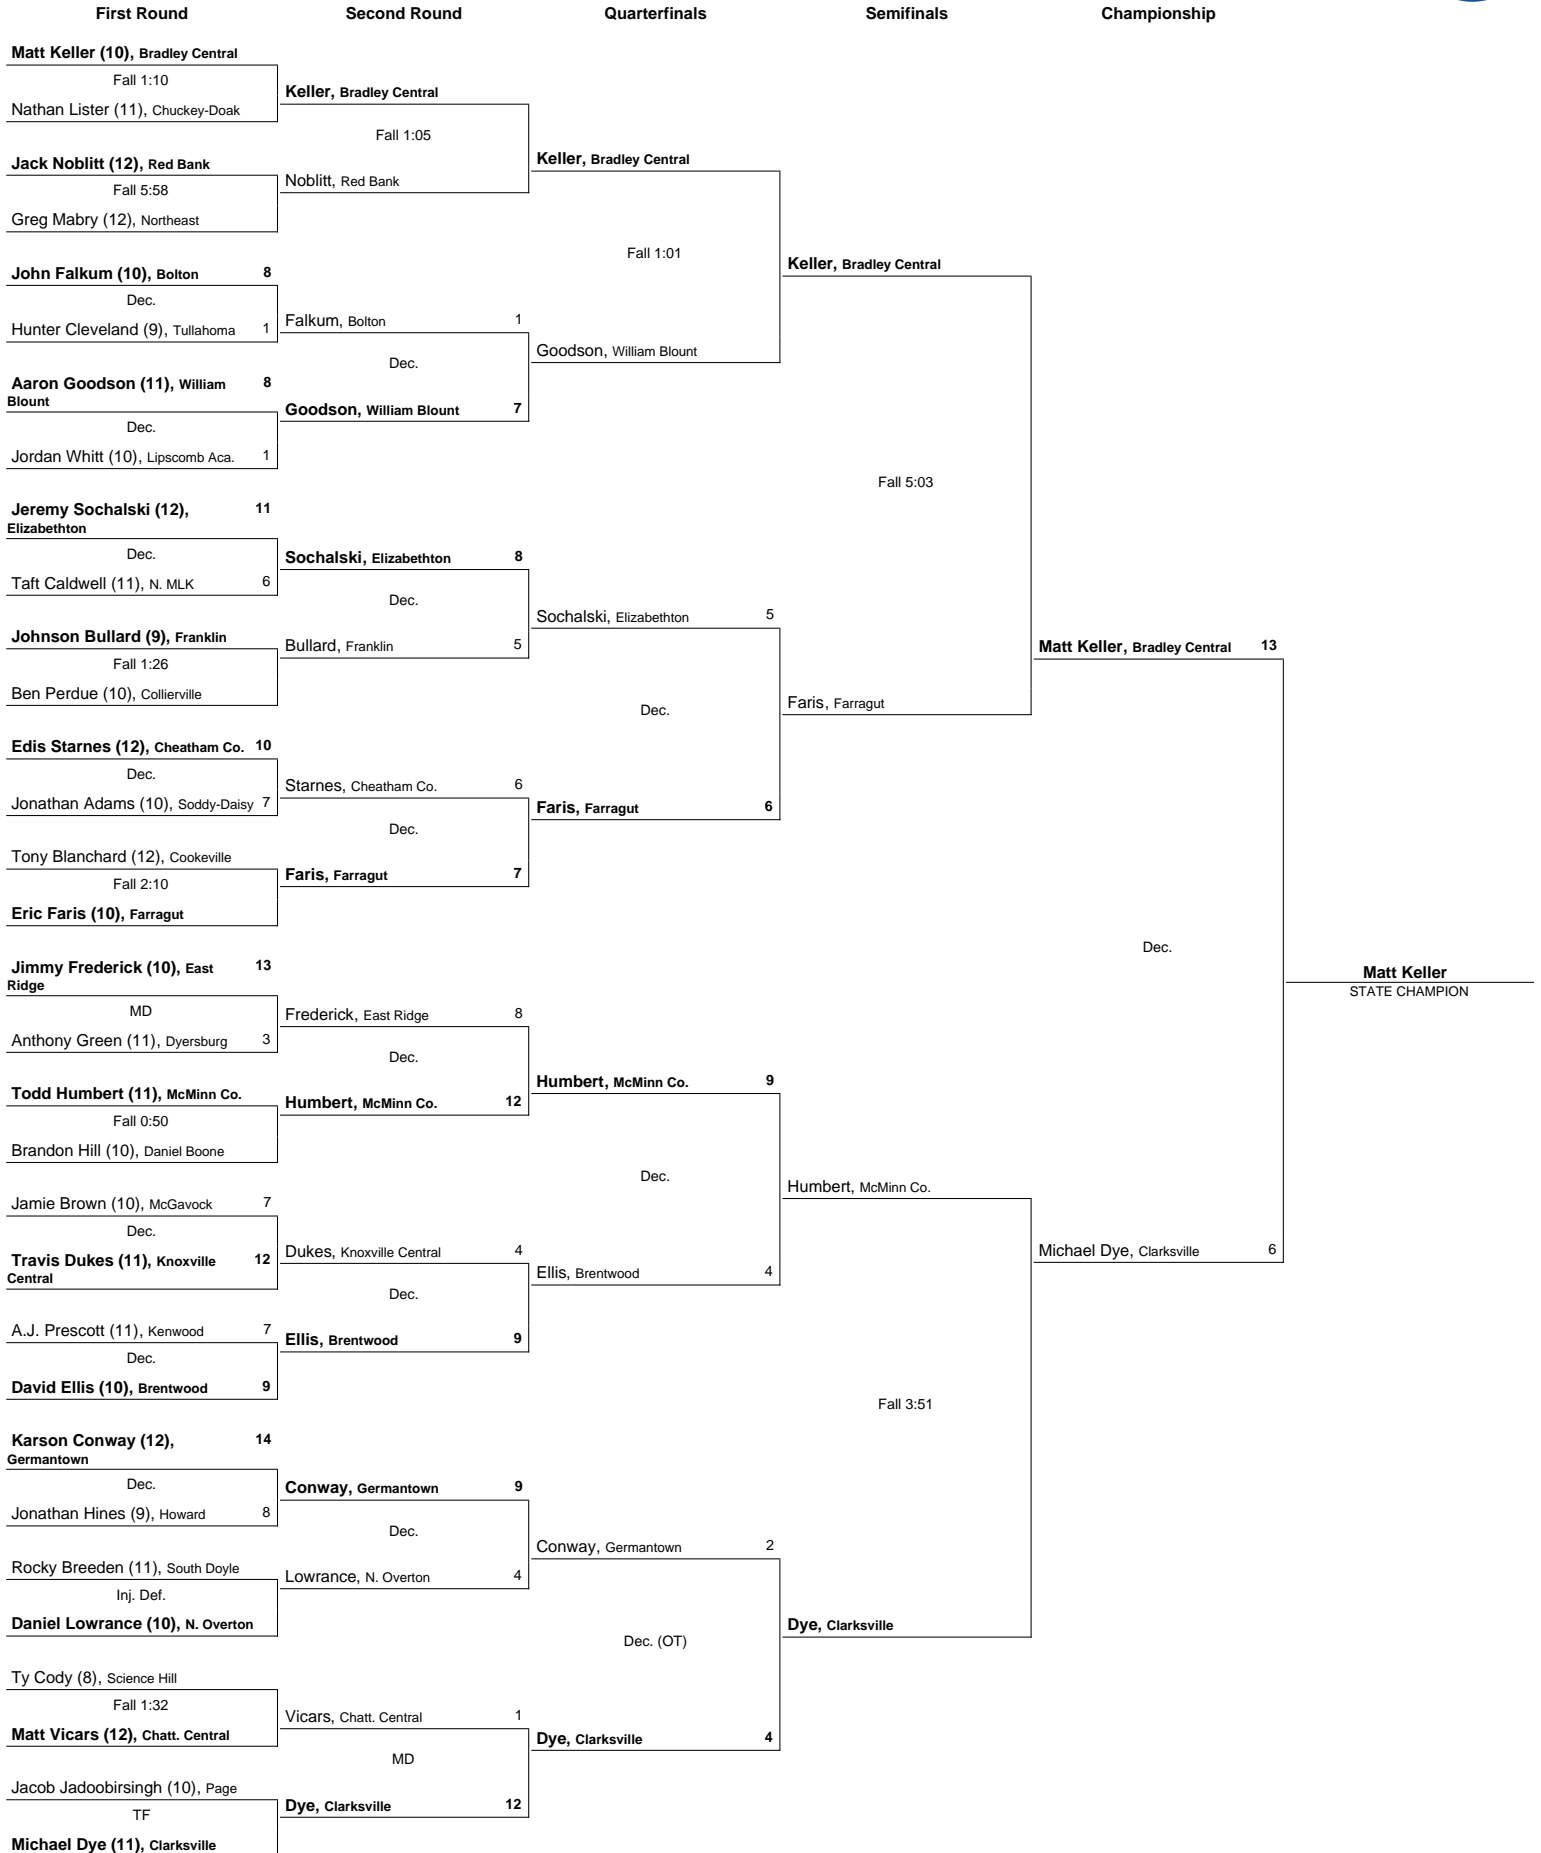 First Round
Second Round
Quarterfinals
Semifinals
Championship
Matt Keller (10), Bradley Central
Fall 1:10
Nathan Lister (11), Chuckey-Doak
Jack Noblitt (12), Red Bank
Fall 5:58
Greg Mabry (12), Northeast
John Falkum (10), Bolton 8
Dec.
Hunter Cleveland (9), Tullahoma 1
Aaron Goodson (11), William 8
Blount
Dec.
Jordan Whitt (10), Lipscomb Aca. 1
Jeremy Sochalski (12), 11
Elizabethton
Dec.
Taft Caldwell (11), N. MLK 6
Johnson Bullard (9), Franklin
Fall 1:26
Ben Perdue (10), Collierville
Edis Starnes (12), Cheatham Co. 10
Dec.
Jonathan Adams (10), Soddy-Daisy 7
Tony Blanchard (12), Cookeville
Fall 2:10
Eric Faris (10), Farragut
Jimmy Frederick (10), East 13
Ridge
MD
Anthony Green (11), Dyersburg 3
Todd Humbert (11), McMinn Co.
Fall 0:50
Brandon Hill (10), Daniel Boone
Jamie Brown (10), McGavock 7
Dec.
Travis Dukes (11), Knoxville 12
Central
A.J. Prescott (11), Kenwood 7
Dec.
David Ellis (10), Brentwood 9
Karson Conway (12), 14
Germantown
Dec.
Jonathan Hines (9), Howard 8
Rocky Breeden (11), South Doyle
Inj. Def.
Daniel Lowrance (10), N. Overton
Ty Cody (8), Science Hill
Fall 1:32
Matt Vicars (12), Chatt. Central
Jacob Jadoobirsingh (10), Page
TF
Michael Dye (11), Clarksville
Keller, Bradley Central
Fall 1:05
Noblitt, Red Bank
Falkum, Bolton 1
Dec.
Goodson, William Blount 7
Sochalski, Elizabethton 8
Dec.
Bullard, Franklin 5
Starnes, Cheatham Co. 6
Dec.
Faris, Farragut 7
Frederick, East Ridge 8
Dec.
Humbert, McMinn Co. 12
Dukes, Knoxville Central 4
Dec.
Ellis, Brentwood 9
Conway, Germantown 9
Dec.
Lowrance, N. Overton 4
Vicars, Chatt. Central 1
MD
Dye, Clarksville 12
Keller, Bradley Central
Fall 1:01
Goodson, William Blount
Sochalski, Elizabethton 5
Dec.
Faris, Farragut 6
Humbert, McMinn Co. 9
Dec.
Ellis, Brentwood 4
Conway, Germantown 2
Dec. (OT)
Dye, Clarksville 4
Keller, Bradley Central
Fall 5:03
Faris, Farragut
Humbert, McMinn Co.
Fall 3:51
Dye, Clarksville
Matt Keller, Bradley Central 13
Dec.
Michael Dye, Clarksville 6
Matt Keller
STATE CHAMPION